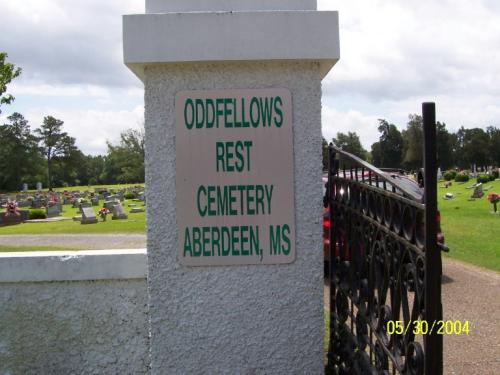 ODDFELLOWS
REST
CEMETERY
ABERDEEN, MS
05/30/2004